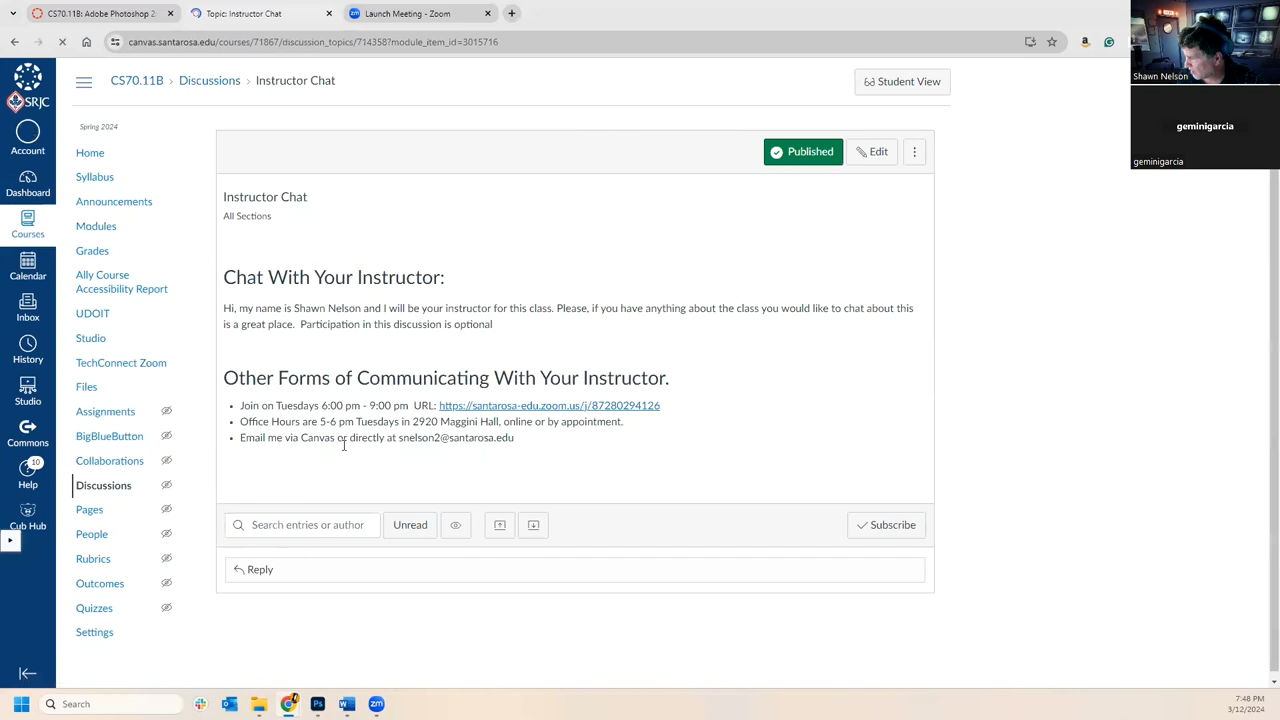 CS70.11B: Adobe Photoshop 2
Topic: Instructor Chat
Launch Meeting - Zoom
canvas.santarosa.edu/courses/71867/discussion_topics/714358?module_item_id=3015716
Shawn Nelson
geminigarcia
geminigarcia
SRJC
Account
Dashboard
Courses
Calendar
Inbox
History
Studio
Commons
10
Help
Cub Hub
CS70.11B › Discussions › Instructor Chat
Student View
Spring 2024
Home
Syllabus
Announcements
Modules
Grades
Ally Course
Accessibility Report
UDOIT
Studio
TechConnect Zoom
Files
Assignments
BigBlueButton
Collaborations
Discussions
Pages
People
Rubrics
Outcomes
Quizzes
Settings
Published
Edit
Instructor Chat
All Sections
Chat With Your Instructor:
Hi, my name is Shawn Nelson and I will be your instructor for this class. Please, if you have anything about the class you would like to chat about this
is a great place. Participation in this discussion is optional
Other Forms of Communicating With Your Instructor.
• Join on Tuesdays 6:00 pm - 9:00 pm URL: https://santarosa-edu.zoom.us/j/87280294126
• Office Hours are 5-6 pm Tuesdays in 2920 Maggini Hall, online or by appointment.
• Email me via Canvas or directly at snelson2@santarosa.edu
Search entries or author
Unread
Subscribe
Reply
Search
7:48 PM
3/12/2024